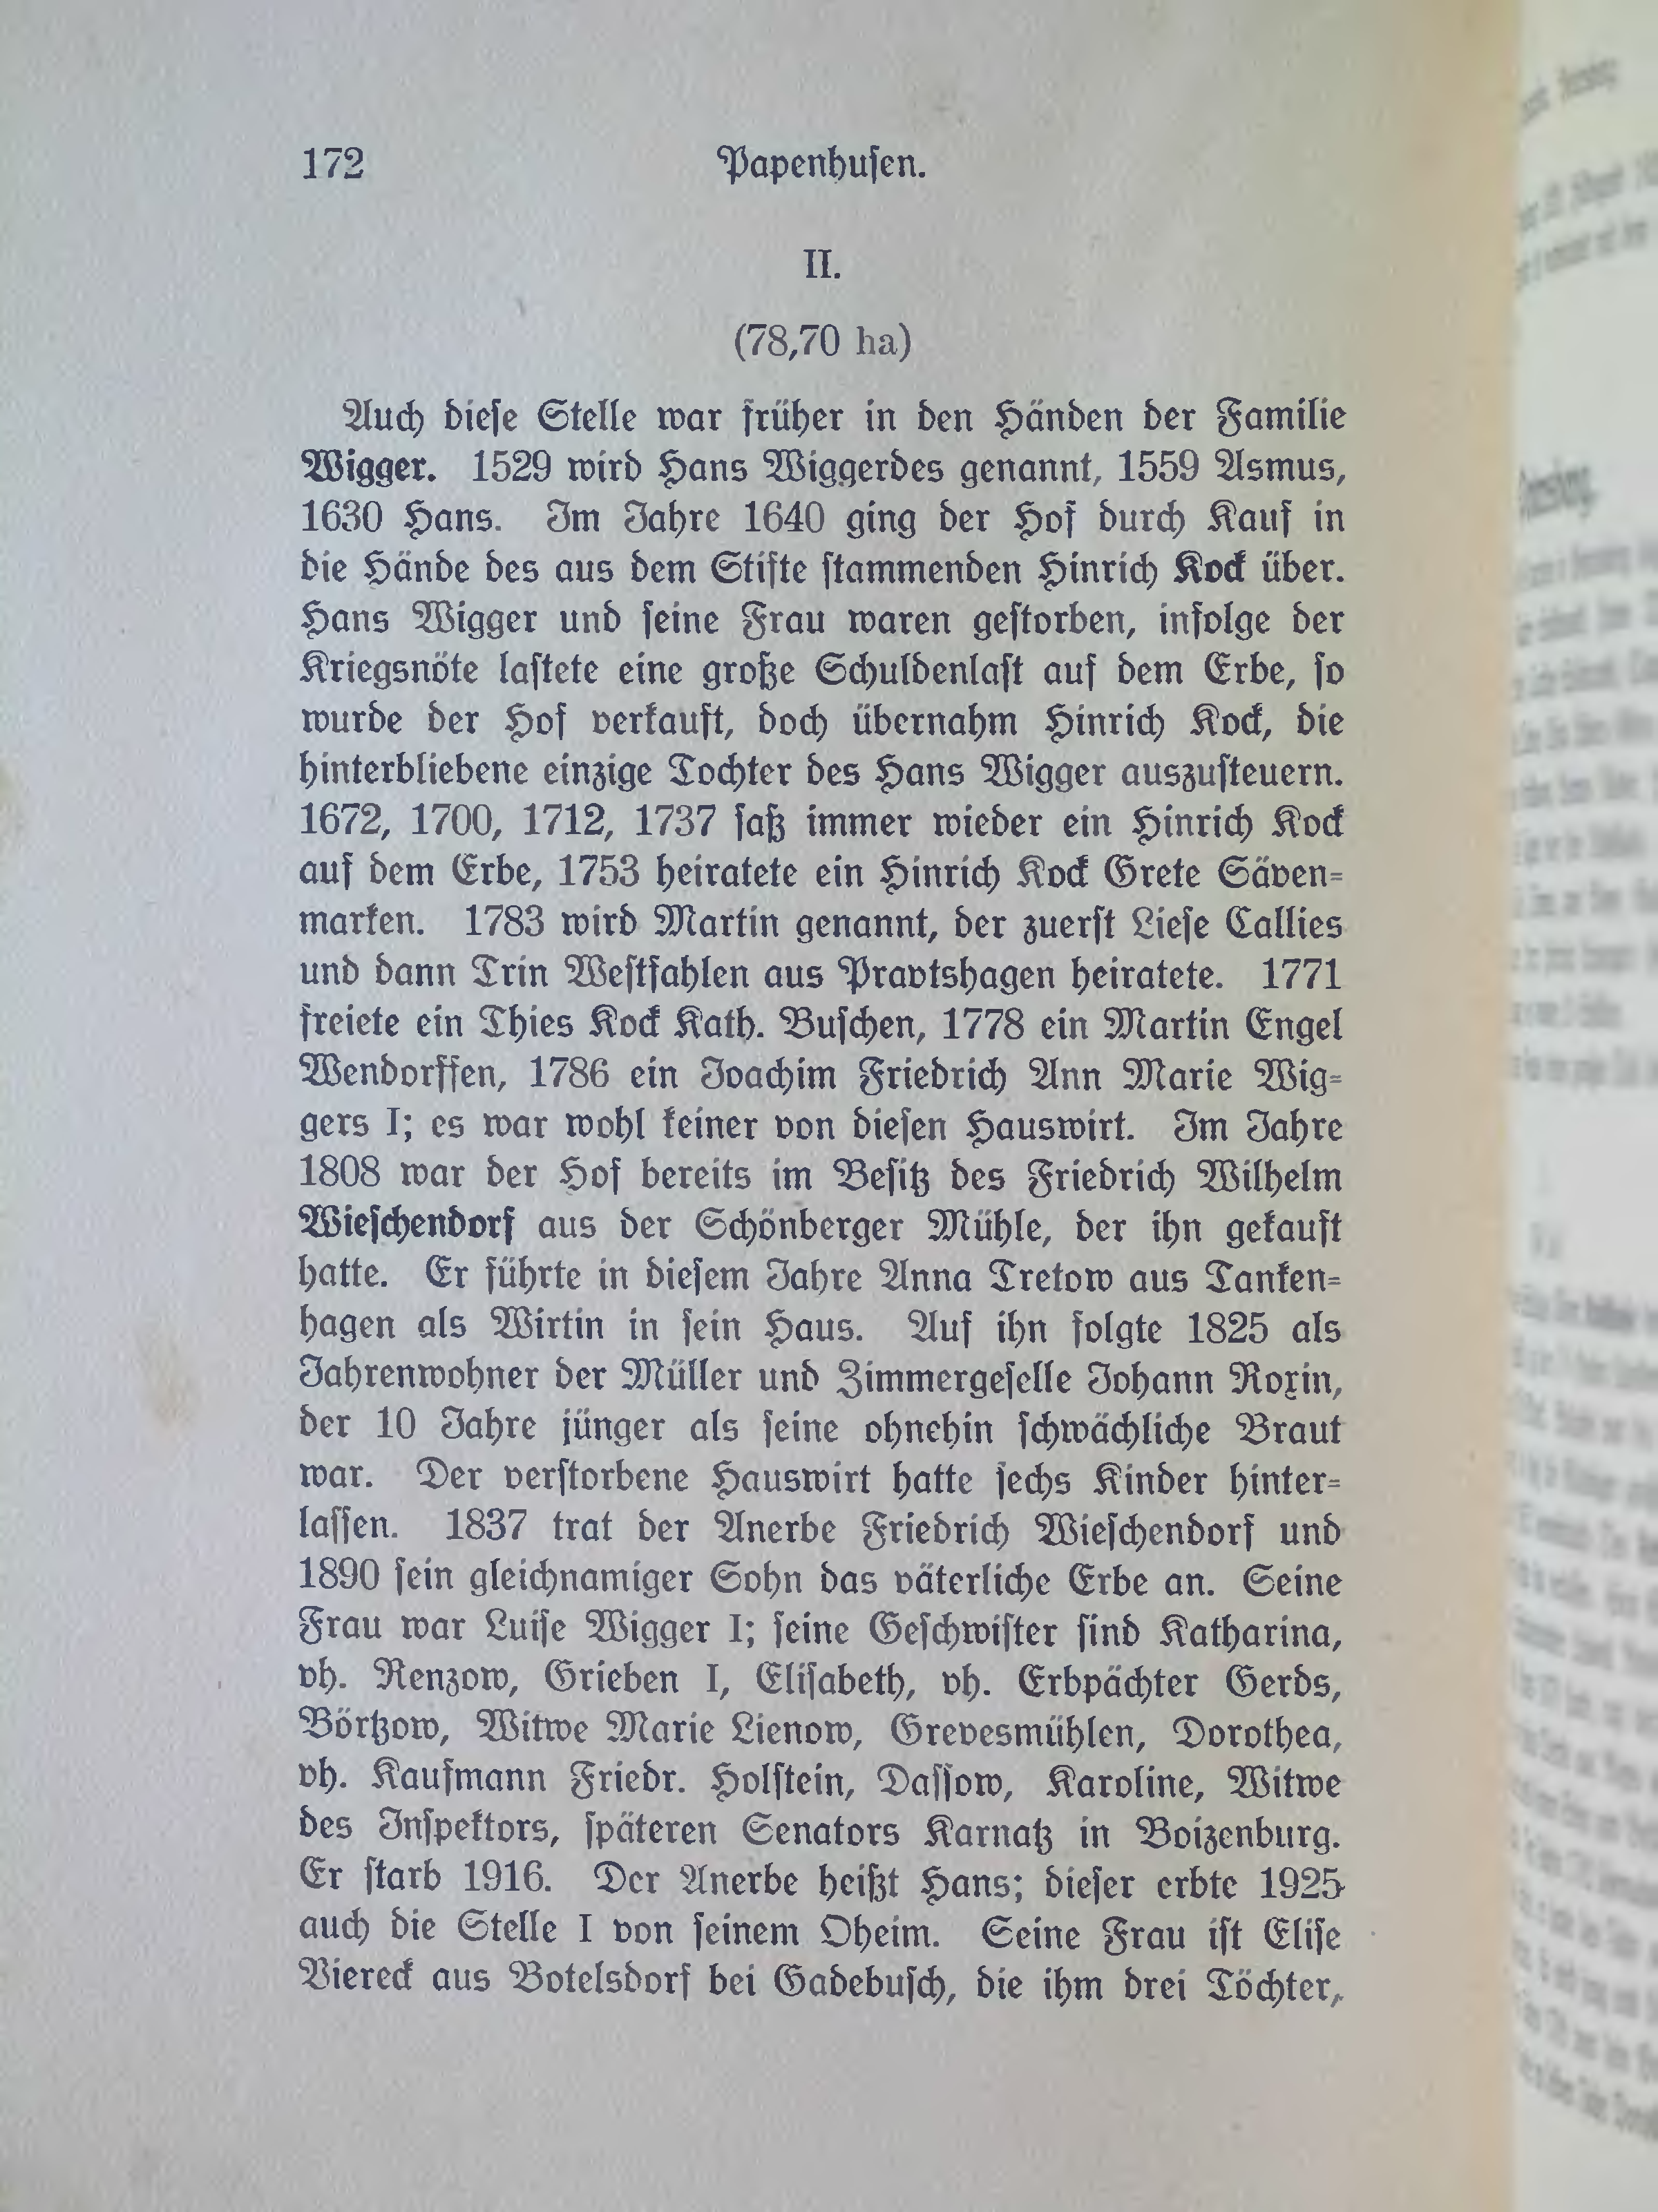 172 Papenhusen.
II.
(78,70 ha)
Auch diese Stelle war früher in den Händen der Familie
Wigger. 1529 wird Hans Wiggerdes genannt, 1559 Asmus,
1630 Hans. Im Jahre 1640 ging der Hof durch Kauf in
die Hände des aus dem Stifte stammenden Hinrich Kock über.
Hans Wigger und seine Frau waren gestorben, infolge der
Kriegsnöte lastete eine große Schuldenlast auf dem Erbe, so
wurde der Hof verkauft, doch übernahm Hinrich Kock, die
hinterbliebene einzige Tochter des Hans Wigger auszusteuern.
1672, 1700, 1712, 1737 saß immer wieder ein Hinrich Kock
auf dem Erbe, 1753 heiratete ein Hinrich Kock Grete Säven-
marken. 1783 wird Martin genannt, der zuerst Liese Callies
und dann Trin Westfahlen aus Pravtshagen heiratete. 1771
freiete ein Thies Kock Kath. Buschen, 1778 ein Martin Engel
Wendorffen, 1786 ein Joachim Friedrich Ann Marie Wig-
gers I; es war wohl keiner von diesen Hauswirt. Im Jahre
1808 war der Hof bereits im Besitz des Friedrich Wilhelm
Wieschendorf aus der Schönberger Mühle, der ihn gekauft
hatte. Er führte in diesem Jahre Anna Tretow aus Tanken-
hagen als Wirtin in sein Haus. Auf ihn folgte 1825 als
Jahrenwohner der Müller und Zimmergeselle Johann Roxin,
der 10 Jahre jünger als seine ohnehin schwächliche Braut
war. Der verstorbene Hauswirt hatte sechs Kinder hinter-
lassen. 1837 trat der Anerbe Friedrich Wieschendorf und
1890 sein gleichnamiger Sohn das väterliche Erbe an. Seine
Frau war Luise Wigger I; seine Geschwister sind Katharina,
vh. Renzow, Grieben I, Elisabeth, vh. Erbpächter Gerds,
Börtzow, Witwe Marie Lienow, Grevesmühlen, Dorothea,
vh. Kaufmann Friedr. Holstein, Dassow, Karoline, Witwe
des Inspektors, späteren Senators Karnatz in Boizenburg.
Er starb 1916. Der Anerbe heißt Hans; dieser erbte 1925
auch die Stelle I von seinem Oheim. Seine Frau ist Elise
Viereck aus Botelsdorf bei Gadebusch, die ihm drei Töchter,